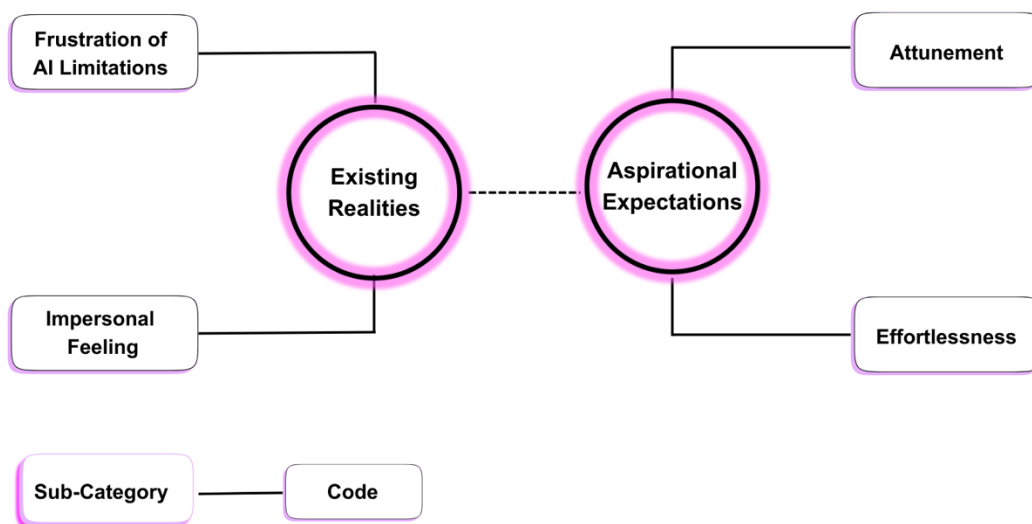 Frustration of
AI Limitations
Attunement
Existing
Realities
Aspirational
Expectations
Impersonal
Feeling
Effortlessness
Sub-Category
Code